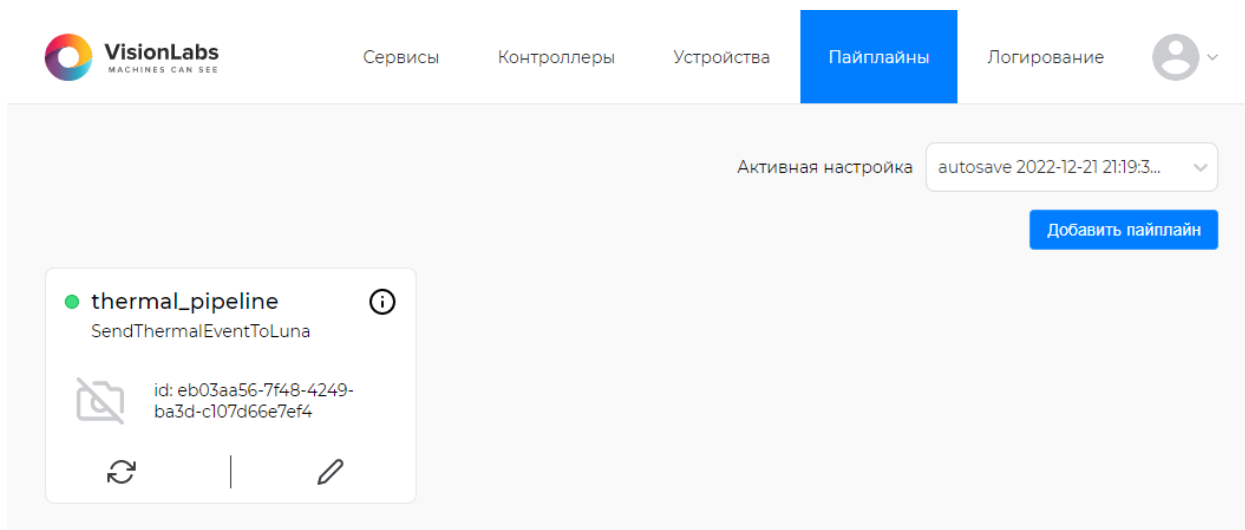 VisionLabs
MACHINES CAN SEE
Сервисы
Контроллеры
Устройства
Пайплайны
Логирование
Активная настройка
autosave 2022-12-21 21:19:3...
Добавить пайплайн
thermal_pipeline
SendThermalEventToLuna
id: eb03aa56-7f48-4249-
ba3d-c107d66e7ef4